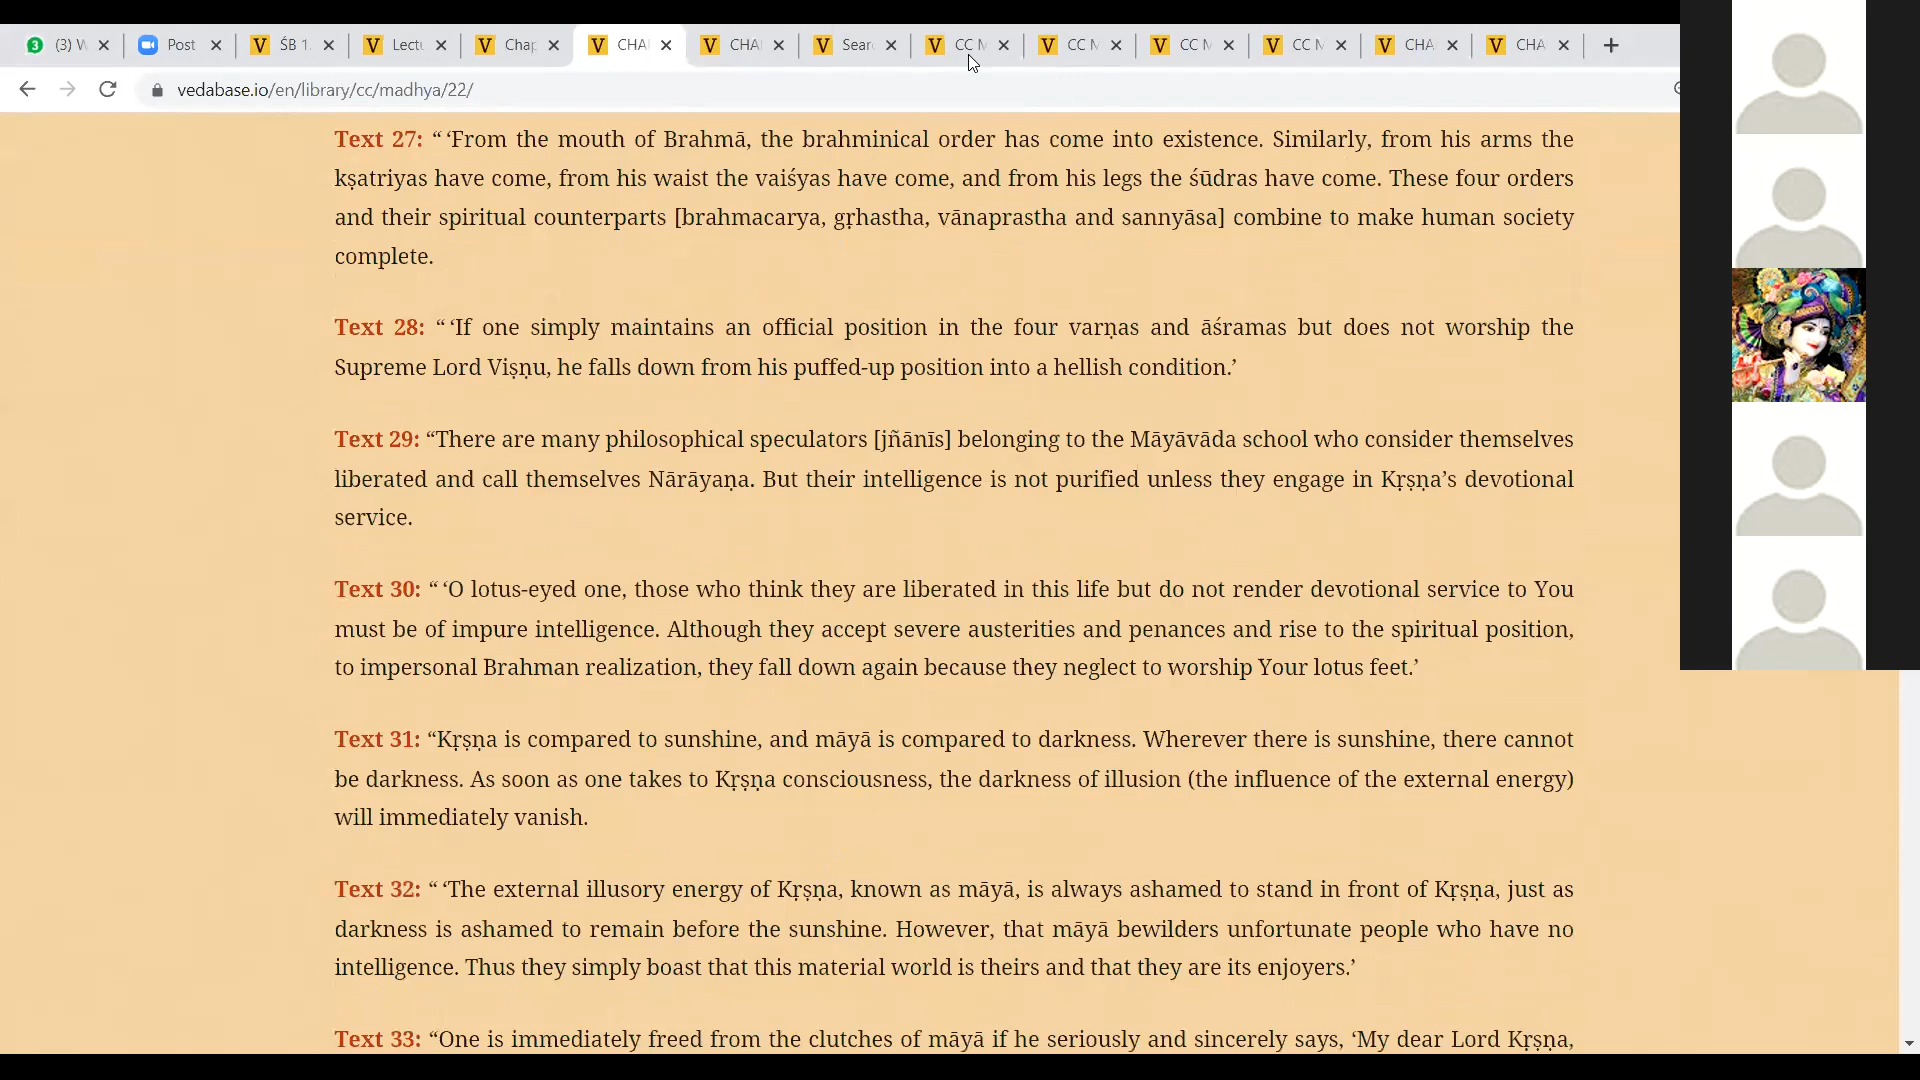 3 (3) W
Post
V ŚB 1.
V Lectu
V Chap
V CHA
V CHA
V Sear
V CC M
V CC M
V CC M
V CC M
V CHA
V CHA
vedabase.io/en/library/cc/madhya/22/
Text 27: “ ‘From the mouth of Brahmā, the brahminical order has come into existence. Similarly, from his arms the
kṣatriyas have come, from his waist the vaiśyas have come, and from his legs the śūdras have come. These four orders
and their spiritual counterparts [brahmacarya, gṛhastha, vānaprastha and sannyāsa] combine to make human society
complete.
Text 28: “ ‘If one simply maintains an official position in the four varṇas and āśramas but does not worship the
Supreme Lord Viṣṇu, he falls down from his puffed-up position into a hellish condition.’
Text 29: “There are many philosophical speculators [jñānīs] belonging to the Māyāvāda school who consider themselves
liberated and call themselves Nārāyaṇa. But their intelligence is not purified unless they engage in Kṛṣṇa’s devotional
service.
Text 30: “ ‘O lotus-eyed one, those who think they are liberated in this life but do not render devotional service to You
must be of impure intelligence. Although they accept severe austerities and penances and rise to the spiritual position,
to impersonal Brahman realization, they fall down again because they neglect to worship Your lotus feet.’
Text 31: “Kṛṣṇa is compared to sunshine, and māyā is compared to darkness. Wherever there is sunshine, there cannot
be darkness. As soon as one takes to Kṛṣṇa consciousness, the darkness of illusion (the influence of the external energy)
will immediately vanish.
Text 32: “ ‘The external illusory energy of Kṛṣṇa, known as māyā, is always ashamed to stand in front of Kṛṣṇa, just as
darkness is ashamed to remain before the sunshine. However, that māyā bewilders unfortunate people who have no
intelligence. Thus they simply boast that this material world is theirs and that they are its enjoyers.’
Text 33: “One is immediately freed from the clutches of māyā if he seriously and sincerely says, ‘My dear Lord Kṛṣṇa,